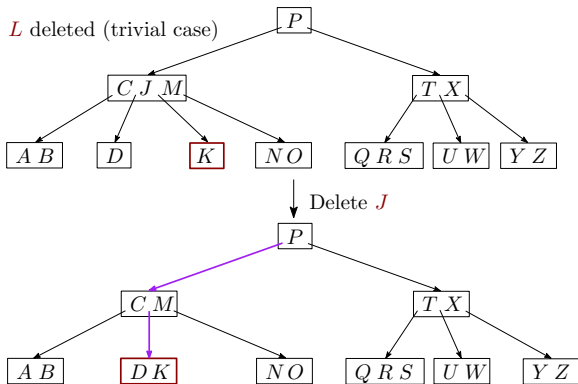 P
L deleted (trivial case)
C J M T X
A B D K N O Q R S U W Y Z
Delete J
P
C M T X
A B D K N O Q R S U W Y Z